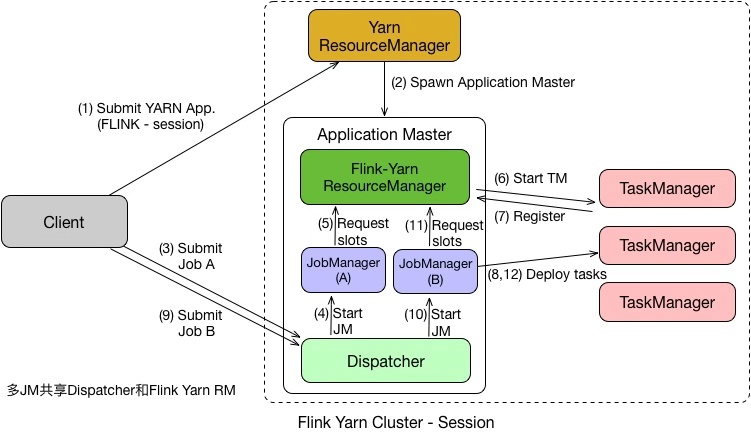 Yarn
ResourceManager
(1) Submit YARN App.
(FLINK - session)
(2) Spawn Application Master
Application Master
Flink-Yarn
ResourceManager
(6) Start TM
(7) Register
TaskManager
Client
(5) Request
slots
(11) Request
slots
TaskManager
(3) Submit
Job A
JobManager
(A)
JobManager
(B)
(8,12) Deploy tasks
TaskManager
(9) Submit
Job B
(4) Start
JM
(10) Start
JM
Dispatcher
多JM共享Dispatcher和Flink Yarn RM
Flink Yarn Cluster - Session